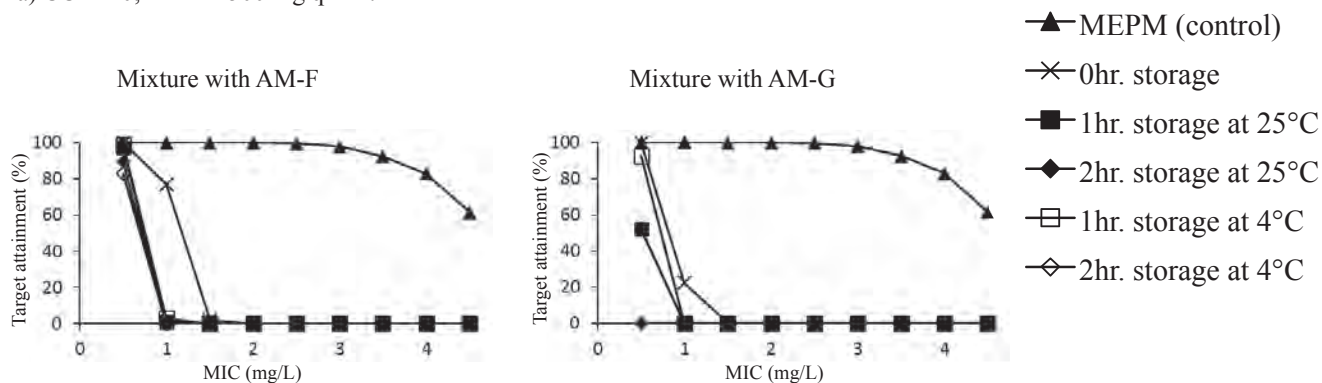 MEPM (control)
0hr. storage
1hr. storage at 25°C
2hr. storage at 25°C
1hr. storage at 4°C
2hr. storage at 4°C
Mixture with AM-F
Target attainment (%)
100
80
60
40
20
0
0 1 2 3 4
MIC (mg/L)
Mixture with AM-G
Target attainment (%)
100
80
60
40
20
0
0 1 2 3 4
MIC (mg/L)